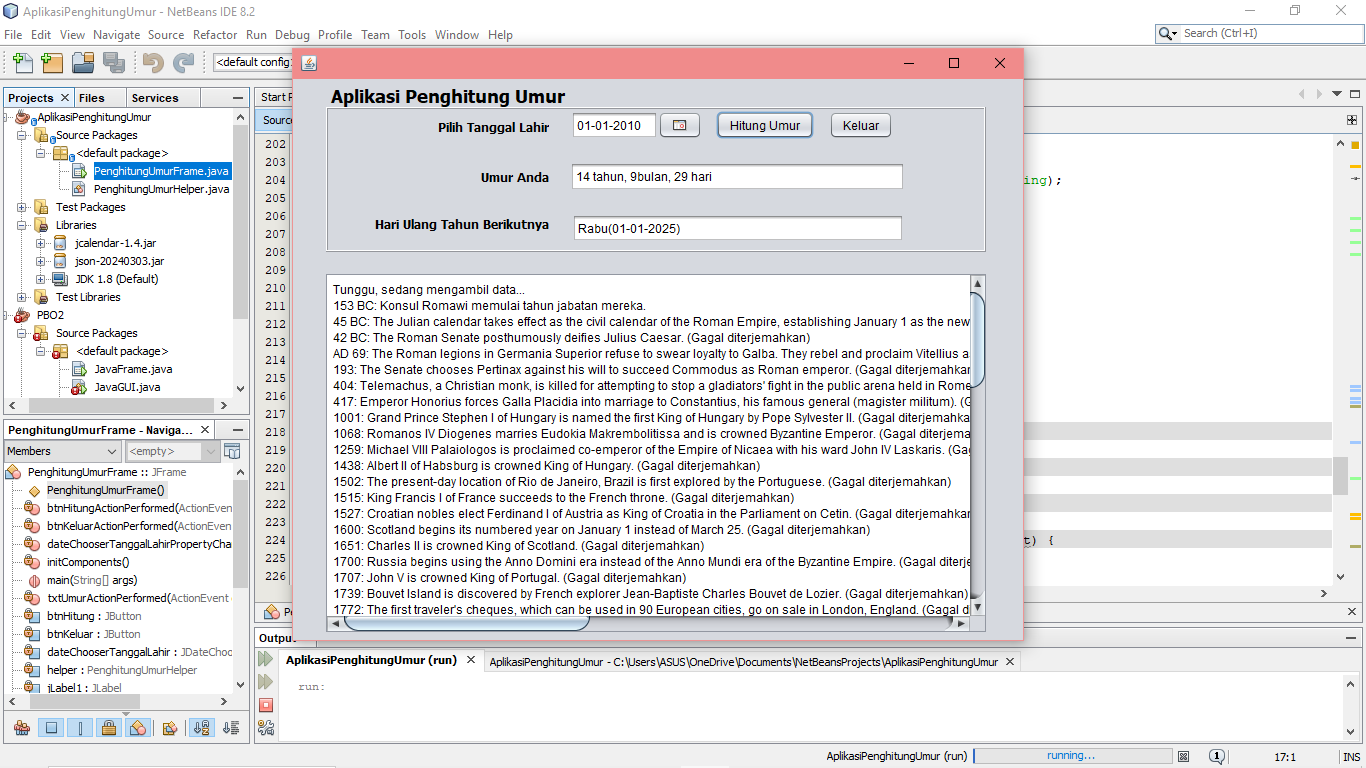 AplikasiPenghitungUmur - NetBeans IDE 8.2
File Edit View Navigate Source Refactor Run Debug Profile Team Tools Window Help
Search (Ctrl+I)
<default config
Projects Files Services
AplikasiPenghitungUmur
Source Packages
<default package>
PenghitungUmurFrame.java
PenghitungUmurHelper.java
Test Packages
Libraries
jcalendar-1.4.jar
json-20240303.jar
JDK 1.8 (Default)
Test Libraries
PBO2
Source Packages
<default package>
JavaFrame.java
JavaGUI.java
PenghitungUmurFrame - Naviga...
Members <empty>
PenghitungUmurFrame :: JFrame
PenghitungUmurFrame()
btnHitungActionPerformed(ActionEven
btnKeluarActionPerformed(ActionEven
dateChooserTanggalLahirPropertyCha
initComponents()
main(String[] args)
txtUmurActionPerformed(ActionEvent
btnHitung : JButton
btnKeluar : JButton
dateChooserTanggalLahir : JDateChoo
helper : PenghitungUmurHelper
jLabel1 : JLabel
Start
Sourc
202
203
204
205
206
207
208
209
210
211
212
213
214
215
216
217
218
219
220
221
222
223
224
225
226
ing);
t) {
Aplikasi Penghitung Umur
Pilih Tanggal Lahir 01-01-2010 Hitung Umur Keluar
Umur Anda 14 tahun, 9bulan, 29 hari
Hari Ulang Tahun Berikutnya Rabu(01-01-2025)
Tunggu, sedang mengambil data...
153 BC: Konsul Romawi memulai tahun jabatan mereka.
45 BC: The Julian calendar takes effect as the civil calendar of the Roman Empire, establishing January 1 as the new
42 BC: The Roman Senate posthumously deifies Julius Caesar. (Gagal diterjemahkan)
AD 69: The Roman legions in Germania Superior refuse to swear loyalty to Galba. They rebel and proclaim Vitellius a
193: The Senate chooses Pertinax against his will to succeed Commodus as Roman emperor. (Gagal diterjemahkan
404: Telemachus, a Christian monk, is killed for attempting to stop a gladiators' fight in the public arena held in Rome
417: Emperor Honorius forces Galla Placidia into marriage to Constantius, his famous general (magister militum). (G
1001: Grand Prince Stephen I of Hungary is named the first King of Hungary by Pope Sylvester II. (Gagal diterjemahka
1068: Romanos IV Diogenes marries Eudokia Makrembolitissa and is crowned Byzantine Emperor. (Gagal diterjema
1259: Michael VIII Palaiologos is proclaimed co-emperor of the Empire of Nicaea with his ward John IV Laskaris. (Gag
1438: Albert II of Habsburg is crowned King of Hungary. (Gagal diterjemahkan)
1502: The present-day location of Rio de Janeiro, Brazil is first explored by the Portuguese. (Gagal diterjemahkan)
1515: King Francis I of France succeeds to the French throne. (Gagal diterjemahkan)
1527: Croatian nobles elect Ferdinand I of Austria as King of Croatia in the Parliament on Cetin. (Gagal diterjemahkan
1600: Scotland begins its numbered year on January 1 instead of March 25. (Gagal diterjemahkan)
1651: Charles II is crowned King of Scotland. (Gagal diterjemahkan)
1700: Russia begins using the Anno Domini era instead of the Anno Mundi era of the Byzantine Empire. (Gagal diterje
1707: John V is crowned King of Portugal. (Gagal diterjemahkan)
1739: Bouvet Island is discovered by French explorer Jean-Baptiste Charles Bouvet de Lozier. (Gagal diterjemahkan)
1772: The first traveler's cheques, which can be used in 90 European cities, go on sale in London, England. (Gagal d
Outpu
AplikasiPenghitungUmur (run) AplikasiPenghitungUmur - C:\Users\ASUS\OneDrive\Documents\NetBeansProjects\AplikasiPenghitungUmur
run:
AplikasiPenghitungUmur (run) running... 1 17:1 INS